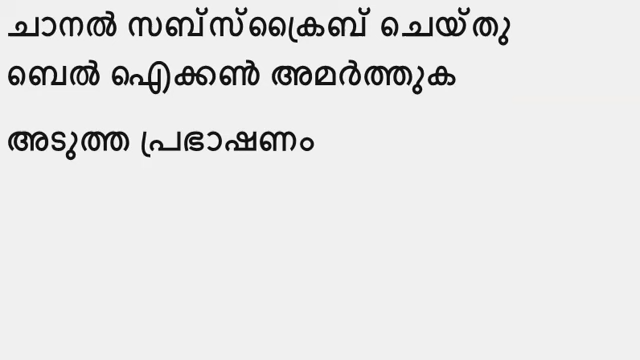 ചാനൽ സബ്സ്ക്രൈബ് ചെയ്തു
ബെൽ ഐക്കൺ അമർത്തുക
അടുത്ത പ്രഭാഷണം